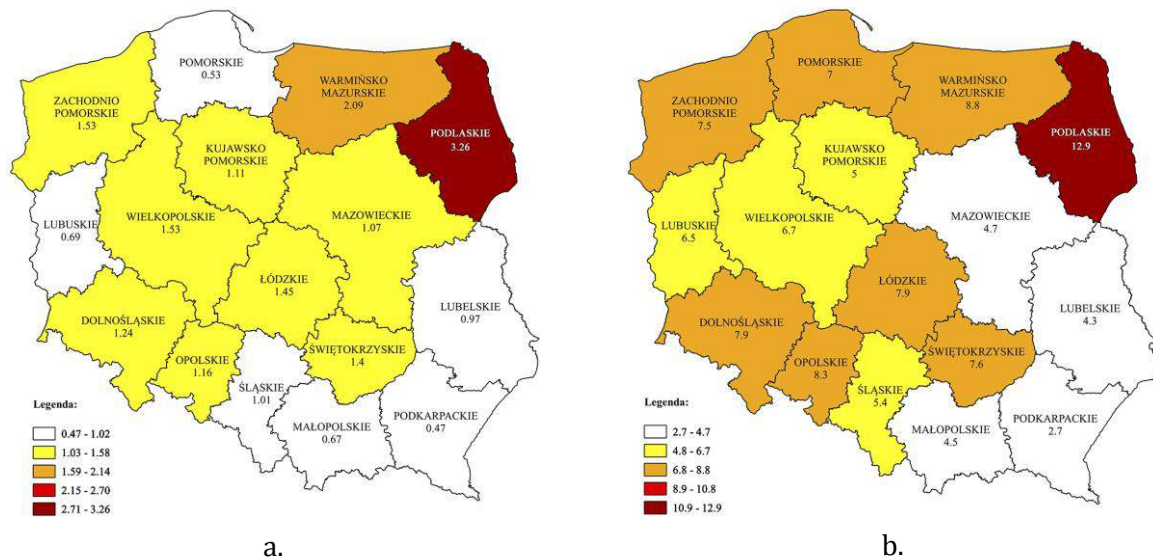 POMORSKIE
0.53
WARMIŃSKO
MAZURSKIE
2.09
ZACHODNIO
POMORSKIE
1.53
PODLASKIE
3.26
KUJAWSKO
POMORSKIE
1.11
LUBUSKIE
0.69
WIELKOPOLSKIE
1.53
MAZOWIECKIE
1.07
ŁÓDZKIE
1.45
LUBELSKIE
0.97
DOLNOŚLĄSKIE
1.24
OPOLSKIE
1.16
ŚWIĘTOKRZYSKIE
1.4
ŚLĄSKIE
1.01
MAŁOPOLSKIE
0.67
PODKARPACKIE
0.47
Legenda:
0.47 - 1.02
1.03 - 1.58
1.59 - 2.14
2.15 - 2.70
2.71 - 3.26
a.
POMORSKIE
7
WARMIŃSKO
MAZURSKIE
8.8
ZACHODNIO
POMORSKIE
7.5
PODLASKIE
12.9
KUJAWSKO
POMORSKIE
5
LUBUSKIE
6.5
WIELKOPOLSKIE
6.7
MAZOWIECKIE
4.7
ŁÓDZKIE
7.9
LUBELSKIE
4.3
DOLNOŚLĄSKIE
7.9
OPOLSKIE
8.3
ŚWIĘTOKRZYSKIE
7.6
ŚLĄSKIE
5.4
MAŁOPOLSKIE
4.5
PODKARPACKIE
2.7
Legenda:
2.7 - 4.7
4.8 - 6.7
6.8 - 8.8
8.9 - 10.8
10.9 - 12.9
b.